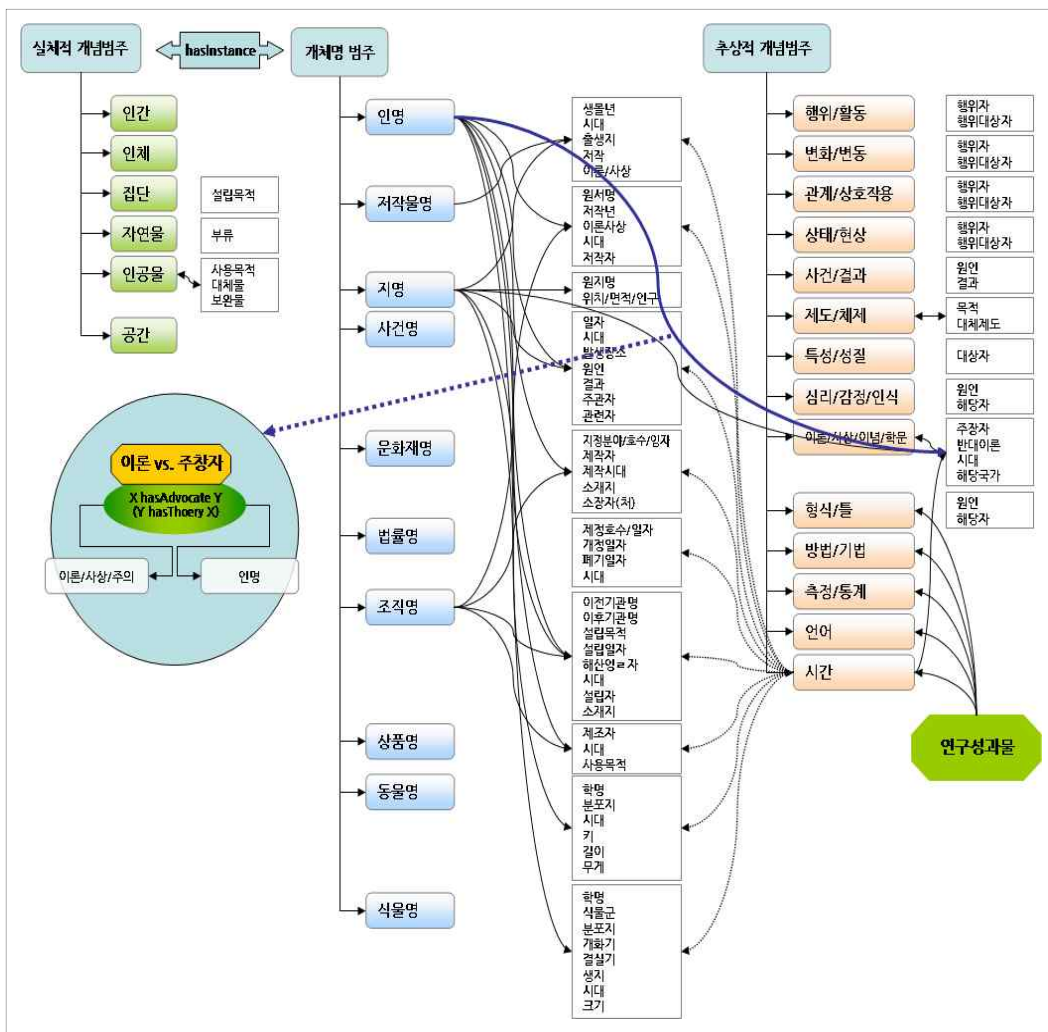 실체적 개념범주
hasInstance
개체명 범주
추상적 개념범주
인간
인체
집단
설립목적
자연물
부류
인공물
사용목적
대체물
보완물
공간
이론 vs. 주창자
X hasAdvocate Y
(Y hasThoery X)
이론/사상/주의
인명
인명
저작물명
지명
사건명
문화재명
법률명
조직명
상품명
동물명
식물명
생몰년
시대
출생지
저작
이론/사상
원서명
저작년
이론사상
시대
저작자
원지명
위치/면적/인구
일자
시대
발생장소
원인
결과
주관자
관련자
지정분야/호수/일자
제작자
제작시대
소재지
소장자(처)
제정호수/일자
개정일자
폐기일자
시대
이전기관명
이후기관명
설립목적
설립일자
해산영ㄹ자
시대
설립자
소재지
제조자
시대
사용목적
학명
분포지
시대
키
길이
무게
학명
식물군
분포지
개화기
결실기
생지
시대
크기
행위/활동
행위자
행위대상자
변화/변동
행위자
행위대상자
관계/상호작용
행위자
행위대상자
상태/현상
행위자
행위대상자
사건/결과
원인
결과
제도/체제
목적
대체제도
특성/성질
대상자
심리/감정/인식
원인
해당자
이론/사상/이념/학문
주장자
반대이론
시대
해당국가
형식/틀
원인
해당자
방법/기법
측정/통계
언어
시간
연구성과물